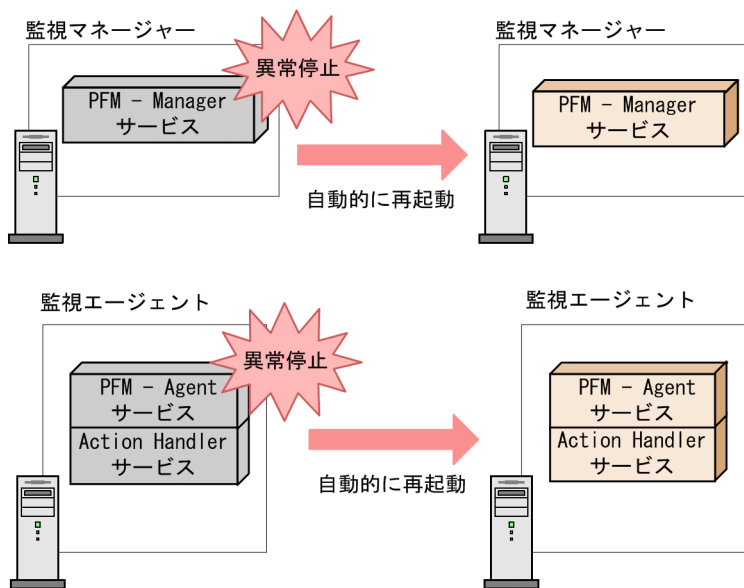 監視マネージャー
異常停止
PFM - Manager
サービス
自動的に再起動
監視マネージャー
PFM - Manager
サービス
監視エージェント
異常停止
PFM - Agent
サービス
Action Handler
サービス
自動的に再起動
監視エージェント
PFM - Agent
サービス
Action Handler
サービス